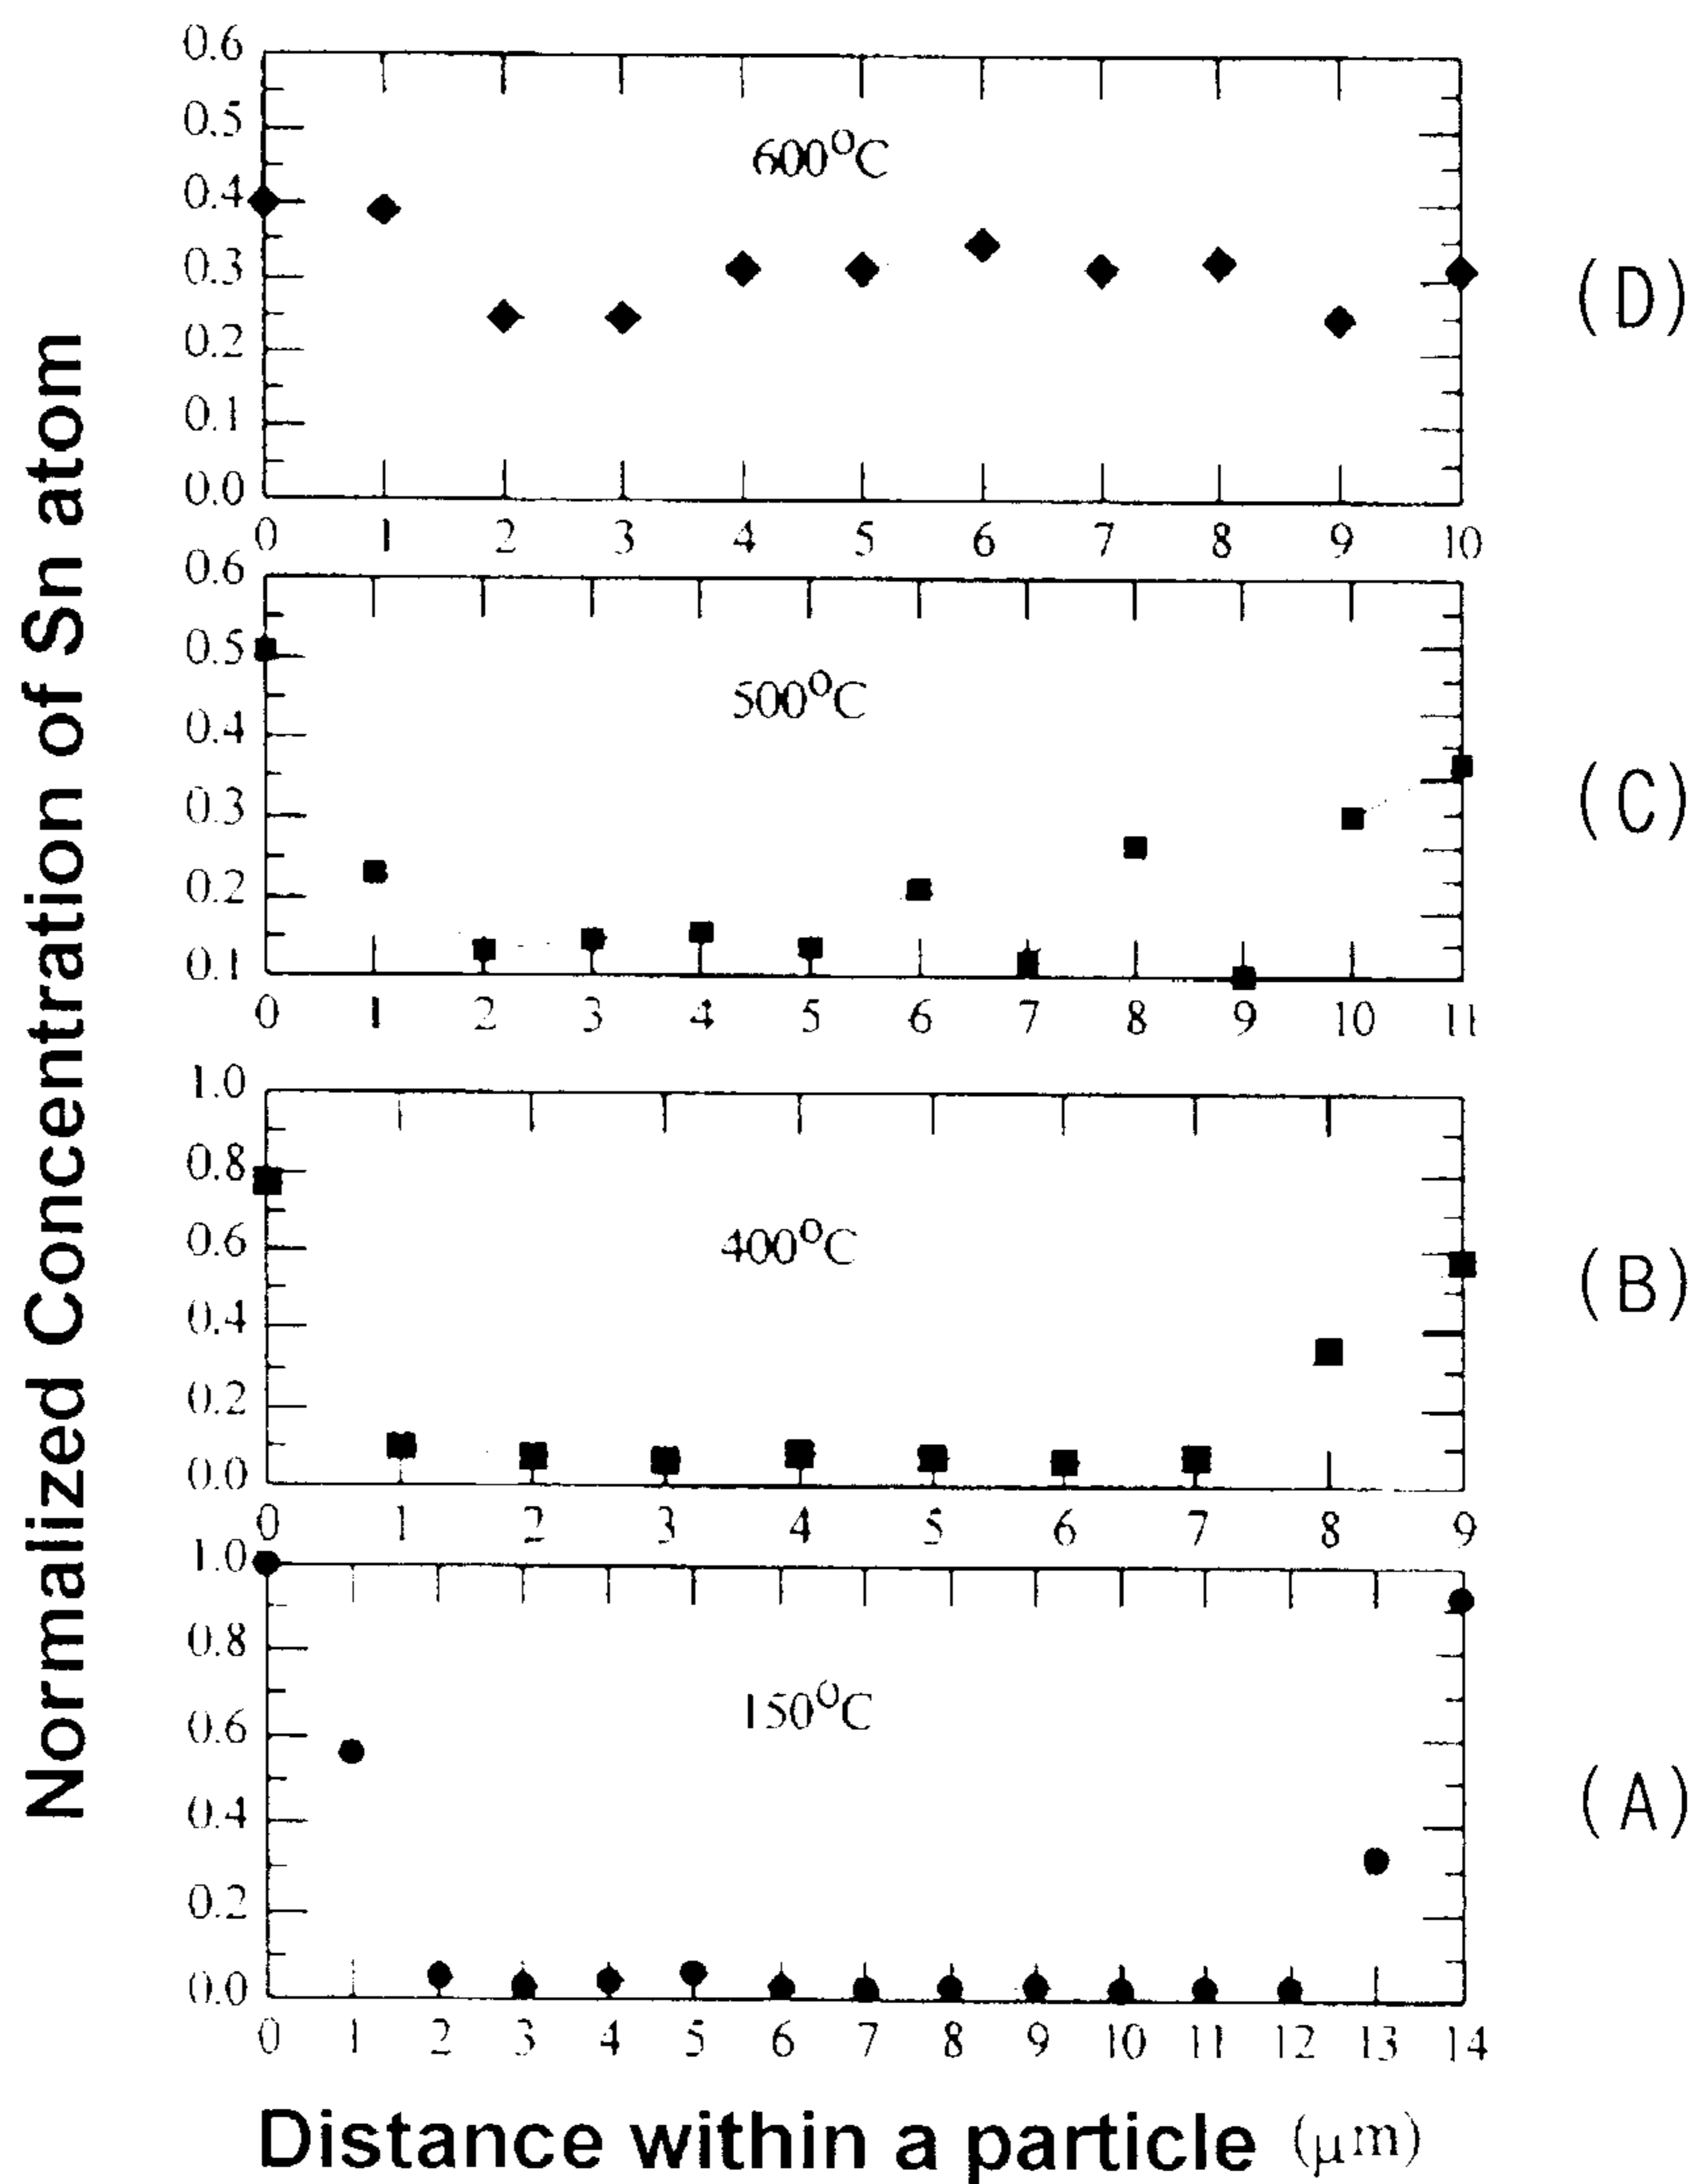 Normalized Concentration of Sn atom
0.6
0.5
0.4
0.3
0.2
0.1
0.0
600°C
(D)
0 1 2 3 4 5 6 7 8 9 10
0.6
0.5
0.4
0.3
0.2
0.1
500°C
(C)
0 1 2 3 4 5 6 7 8 9 10 11
1.0
0.8
0.6
0.4
0.2
0.0
400°C
(B)
0 1 2 3 4 5 6 7 8 9
1.0
0.8
0.6
0.4
0.2
0.0
150°C
(A)
0 1 2 3 4 5 6 7 8 9 10 11 12 13 14
Distance within a particle (μm)